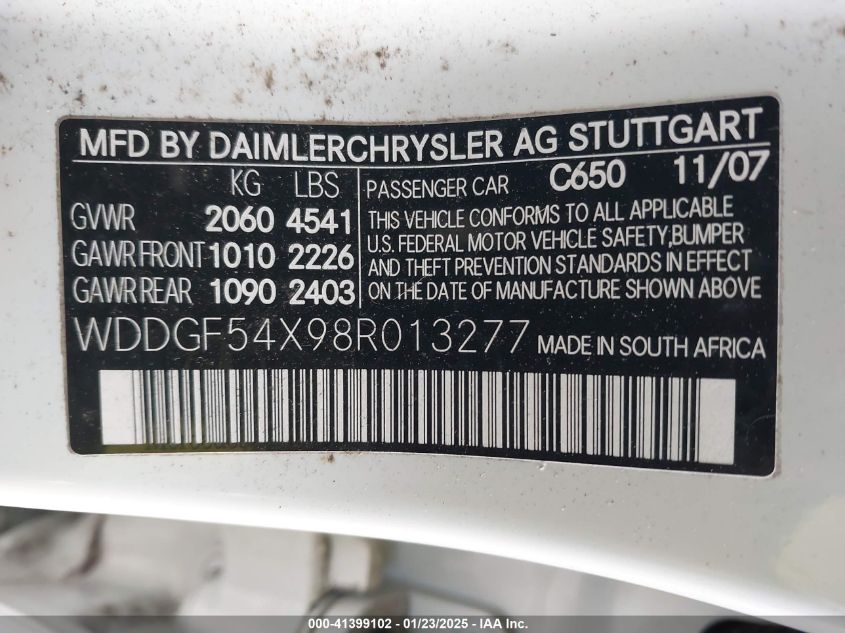 MFD BY DAIMLERCHRYSLER AG STUTTGART
KG LBS
GVWR 2060 4541
GAWR FRONT 1010 2226
GAWR REAR 1090 2403
PASSENGER CAR C650 11/07
THIS VEHICLE CONFORMS TO ALL APPLICABLE
U.S. FEDERAL MOTOR VEHICLE SAFETY,BUMPER
AND THEFT PREVENTION STANDARDS IN EFFECT
ON THE DATE OF MANUFACTURE SHOWN ABOVE
WDDGF54X98R013277 MADE IN SOUTH AFRICA
000-41399102 / 01/23/2025 - © IAA Inc.